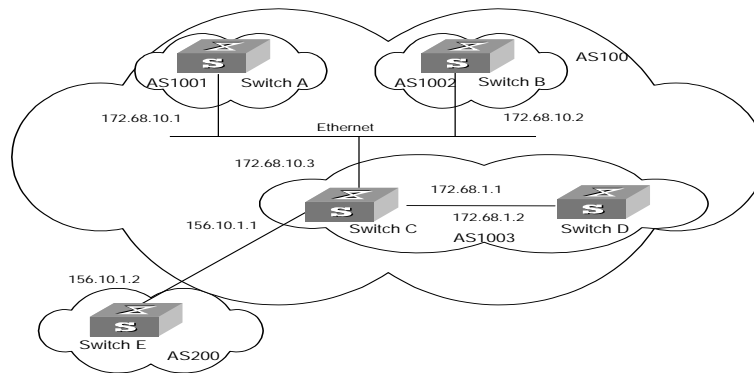 AS100
AS1001 Switch A
AS1002 Switch B
172.68.10.1
172.68.10.2
Ethernet
172.68.10.3
172.68.1.1
156.10.1.1
172.68.1.2
Switch C
Switch D
AS1003
156.10.1.2
Switch E
AS200
S
S
S
S
S